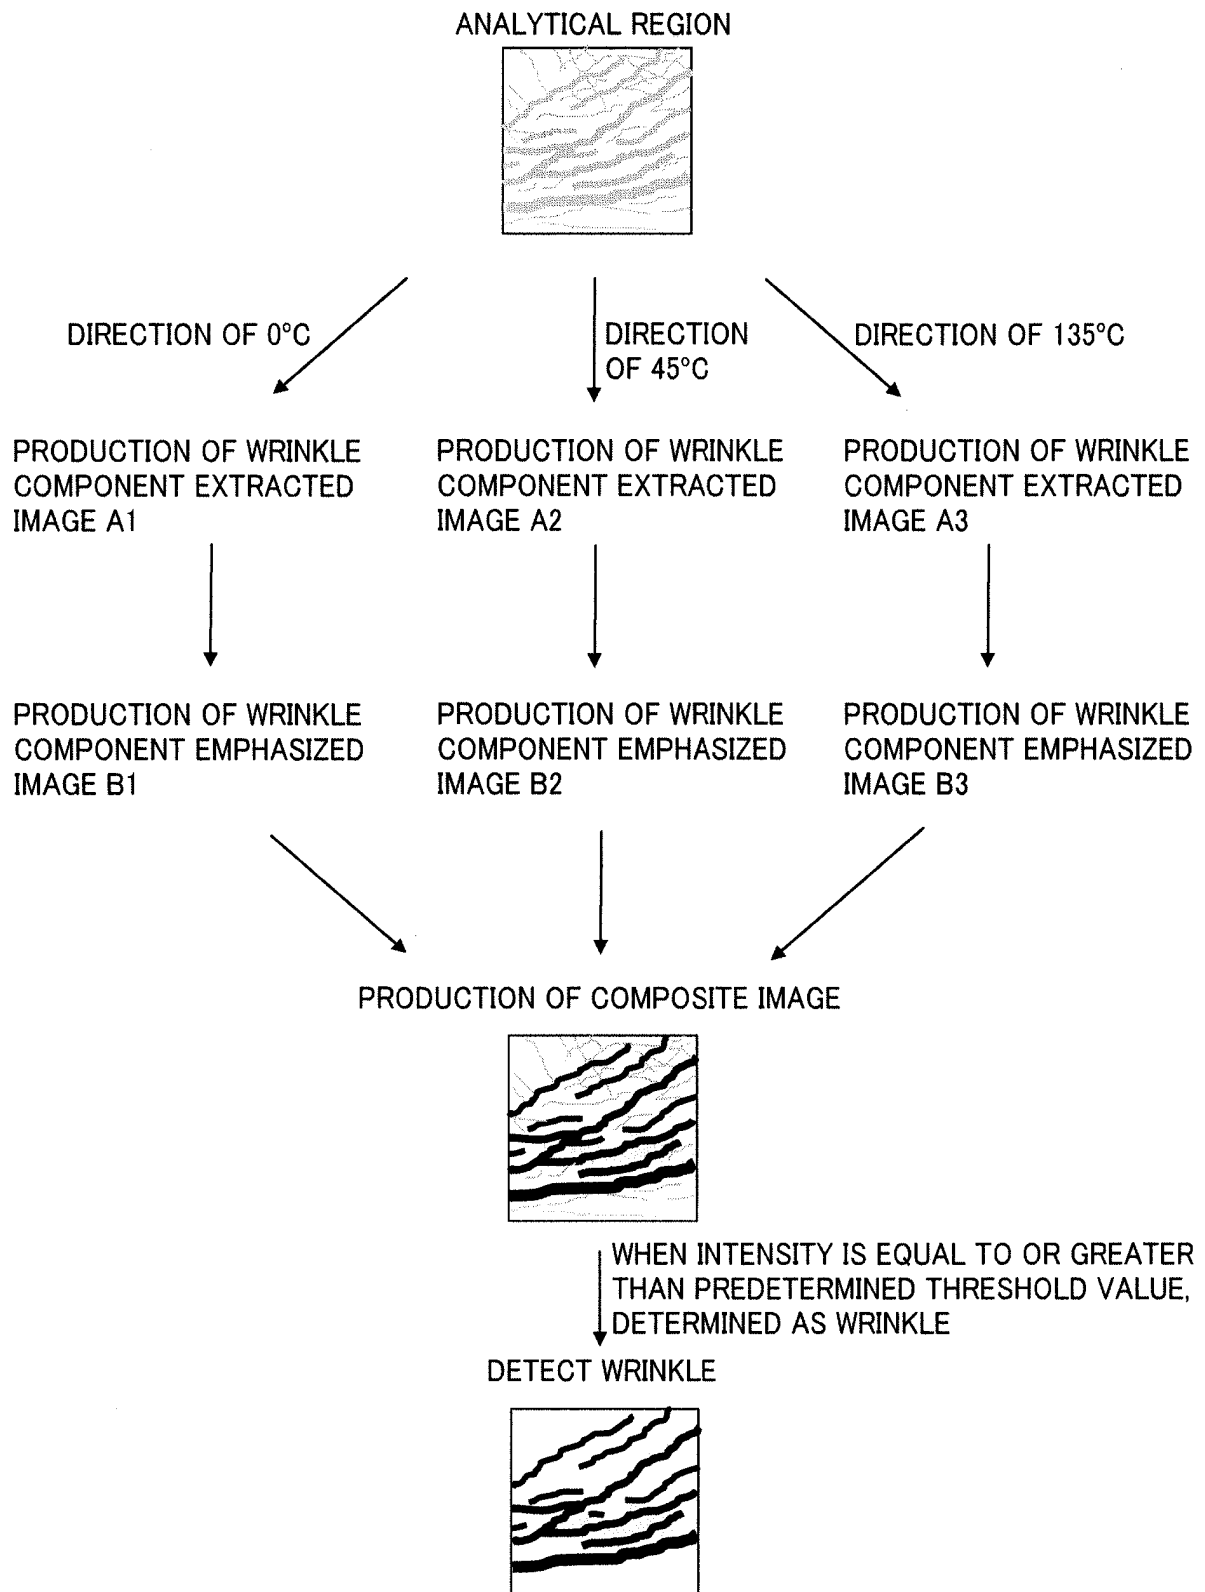 ANALYTICAL REGION
DIRECTION OF 0°C
DIRECTION
OF 45°C
DIRECTION OF 135°C
PRODUCTION OF WRINKLE
COMPONENT EXTRACTED
IMAGE A1
PRODUCTION OF WRINKLE
COMPONENT EXTRACTED
IMAGE A2
PRODUCTION OF WRINKLE
COMPONENT EXTRACTED
IMAGE A3
PRODUCTION OF WRINKLE
COMPONENT EMPHASIZED
IMAGE B1
PRODUCTION OF WRINKLE
COMPONENT EMPHASIZED
IMAGE B2
PRODUCTION OF WRINKLE
COMPONENT EMPHASIZED
IMAGE B3
PRODUCTION OF COMPOSITE IMAGE
WHEN INTENSITY IS EQUAL TO OR GREATER
THAN PREDETERMINED THRESHOLD VALUE,
DETERMINED AS WRINKLE
DETECT WRINKLE